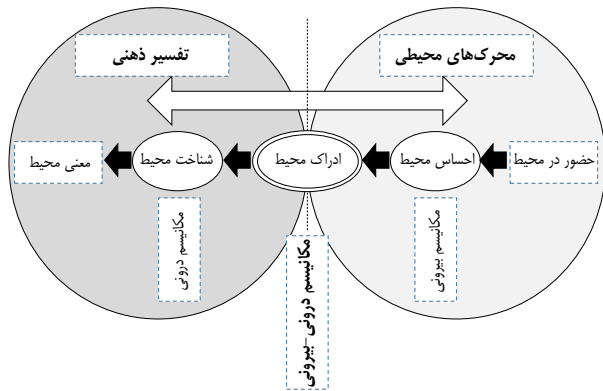 محرک‌های محیطی
تفسیر ذهنی
حضور در محیط
احساس محیط
ادراک محیط
شناخت محیط
معنی محیط
مکانیسم بیرونی
مکانیسم درونی-بیرونی
مکانیسم درونی